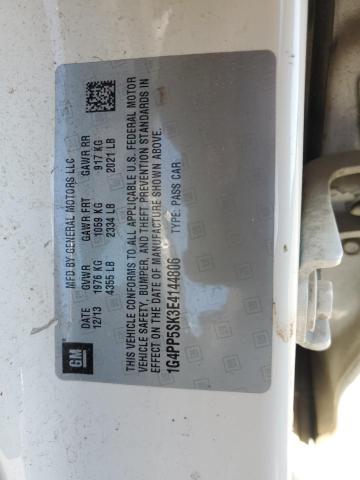 GM
MFD BY GENERAL MOTORS LLC
DATE GVWR GAWR FRT GAWR RR
12/13 1976 KG 1059 KG 917 KG
4355 LB 2334 LB 2021 LB
THIS VEHICLE CONFORMS TO ALL APPLICABLE U.S. FEDERAL MOTOR
VEHICLE SAFETY, BUMPER, AND THEFT PREVENTION STANDARDS IN
EFFECT ON THE DATE OF MANUFACTURE SHOWN ABOVE.
1G4PP5SK3E4144806 TYPE: PASS CAR